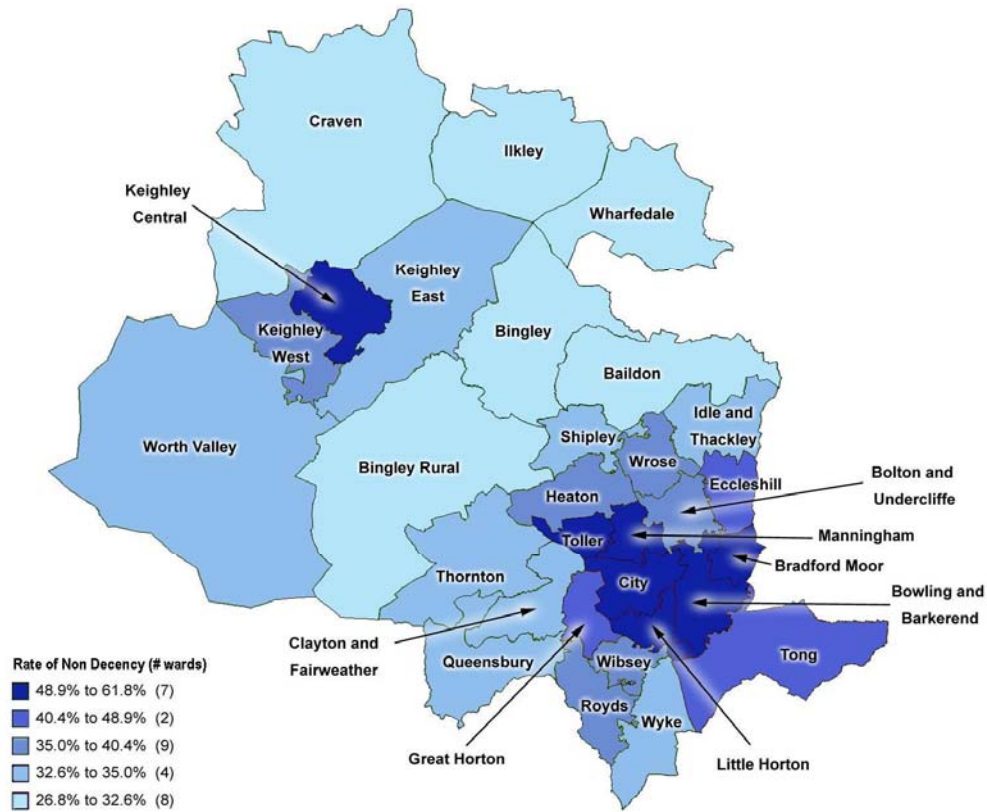 Craven
Ilkley
Keighley
Central
Wharfedale
Keighley
East
Keighley
West
Bingley
Baildon
Idle and
Thackley
Shipley
Wrose
Worth Valley
Bingley Rural
Eccleshill
Bolton and
Undercliffe
Heaton
Toller
Manningham
Bradford Moor
Thornton
City
Bowling and
Barkerend
Clayton and
Fairweather
Queensbury
Wibsey
Tong
Royds
Wyke
Great Horton
Little Horton
Rate of Non Decency (# wards)
48.9% to 61.8% (7)
40.4% to 48.9% (2)
35.0% to 40.4% (9)
32.6% to 35.0% (4)
26.8% to 32.6% (8)